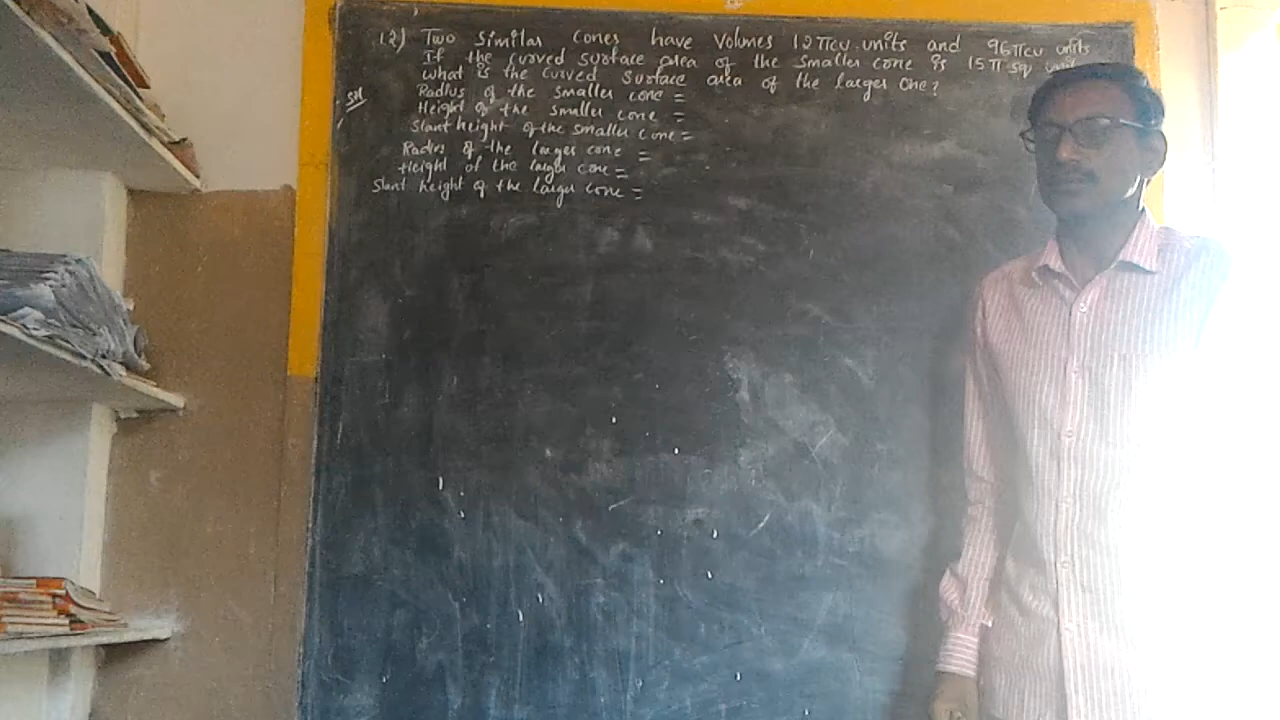 12) Two similar cones have volumes 12πcu.units and 96πcu units
If the curved surface area of the smaller cone is 15π sq
what is the curved surface area of the larger one?
Sol Radius of the smaller cone =
Height of the smaller cone =
Slant height of the smaller cone =
Radius of the larger cone =
Height of the larger cone =
Slant height of the larger cone =